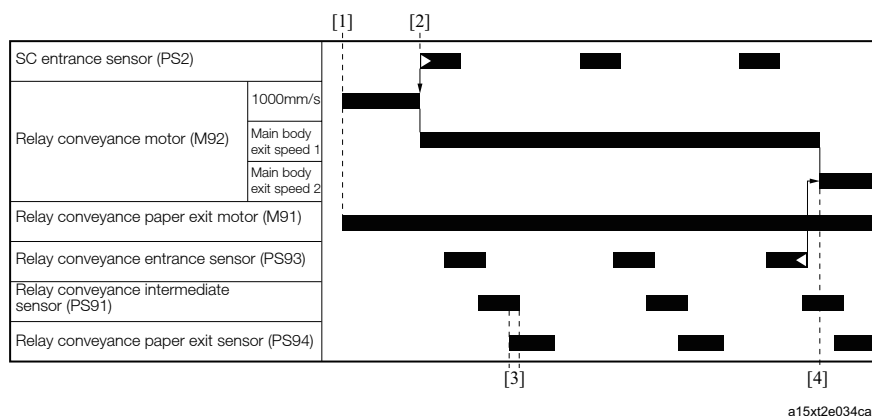 [1] [2]
SC entrance sensor (PS2)
Relay conveyance motor (M92)
1000mm/s
Main body
exit speed 1
Main body
exit speed 2
Relay conveyance paper exit motor (M91)
Relay conveyance entrance sensor (PS93)
Relay conveyance intermediate
sensor (PS91)
Relay conveyance paper exit sensor (PS94)
[3] [4]
a15xt2e034ca